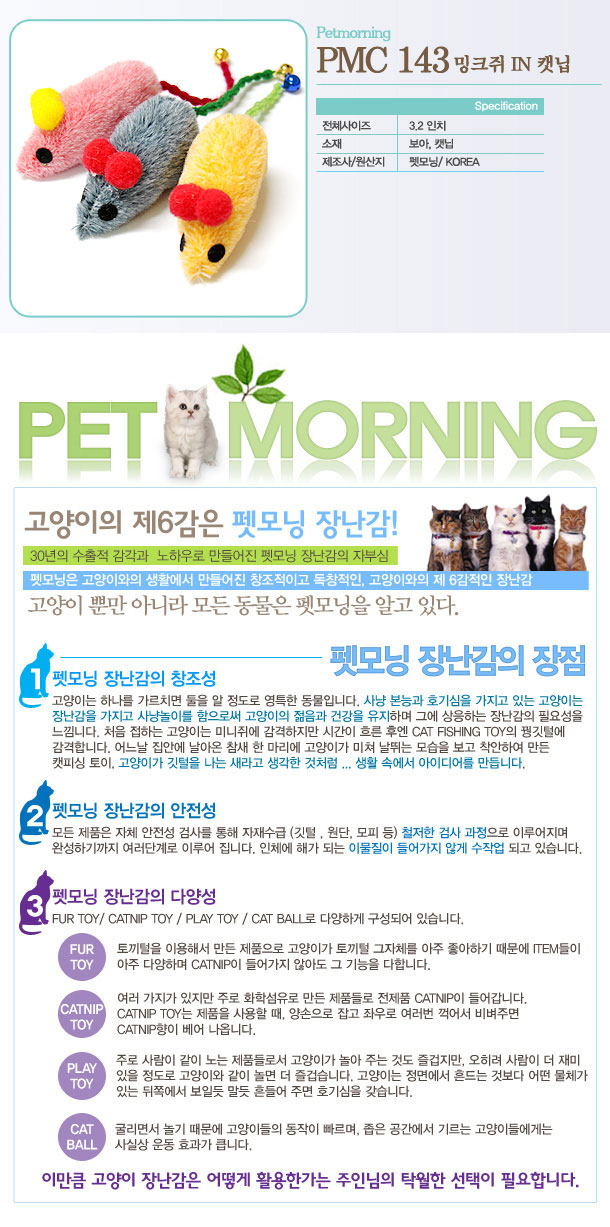 Petmorning
PMC 143 밍크쥐 IN 캣닙
Specification
전체사이즈 3.2 인치
소재 보아, 캣닙
제조사/원산지 펫모닝/ KOREA
PET MORNING
고양이의 제6감은 펫모닝 장난감!
30년의 수출적 감각과 노하우로 만들어진 펫모닝 장난감의 자부심
펫모닝은 고양이와의 생활에서 만들어진 창조적이고 독창적인, 고양이와의 제 6감적인 장난감
고양이 뿐만 아니라 모든 동물은 펫모닝을 알고 있다.
펫모닝 장난감의 장점
1 펫모닝 장난감의 창조성
고양이는 하나를 가르치면 둘을 알 정도로 영특한 동물입니다. 사냥 본능과 호기심을 가지고 있는 고양이는
장난감을 가지고 사냥놀이를 함으로써 고양이의 젊음과 건강을 유지하며 그에 상응하는 장난감의 필요성을
느낍니다. 처음 접하는 고양이는 미니쥐에 감격하지만 시간이 흐른 후엔 CAT FISHING TOY의 꿩깃털에
감격합니다. 어느날 집안에 날아온 참새 한 마리에 고양이가 미쳐 날뛰는 모습을 보고 착안하여 만든
캣피싱 토이, 고양이가 깃털을 나는 새라고 생각한 것처럼 ... 생활 속에서 아이디어를 만듭니다.
2 펫모닝 장난감의 안전성
모든 제품은 자체 안전성 검사를 통해 자재수급 (깃털 , 원단, 모피 등) 철저한 검사 과정으로 이루어지며
완성하기까지 여러단계로 이루어 집니다. 인체에 해가 되는 이물질이 들어가지 않게 수작업 되고 있습니다.
3 펫모닝 장난감의 다양성
FUR TOY/ CATNIP TOY / PLAY TOY / CAT BALL로 다양하게 구성되어 있습니다.
FUR
TOY
토끼털을 이용해서 만든 제품으로 고양이가 토끼털 그자체를 아주 좋아하기 때문에 ITEM들이
아주 다양하며 CATNIP이 들어가지 않아도 그 기능을 다합니다.
CATNIP
TOY
여러 가지가 있지만 주로 화학섬유로 만든 제품들로 전제품 CATNIP이 들어갑니다.
CATNIP TOY는 제품을 사용할 때, 양손으로 잡고 좌우로 여러번 꺽어서 비벼주면
CATNIP향이 베어 나옵니다.
PLAY
TOY
주로 사람이 같이 노는 제품들로서 고양이가 놀아 주는 것도 즐겁지만, 오히려 사람이 더 재미
있을 정도로 고양이와 같이 놀면 더 즐겁습니다. 고양이는 정면에서 흔드는 것보다 어떤 물체가
있는 뒤쪽에서 보일듯 말듯 흔들어 주면 호기심을 갖습니다.
CAT
BALL
굴리면서 놀기 때문에 고양이들의 동작이 빠르며, 좁은 공간에서 기르는 고양이들에게는
사실상 운동 효과가 큽니다.
이만큼 고양이 장난감은 어떻게 활용한가는 주인님의 탁월한 선택이 필요합니다.